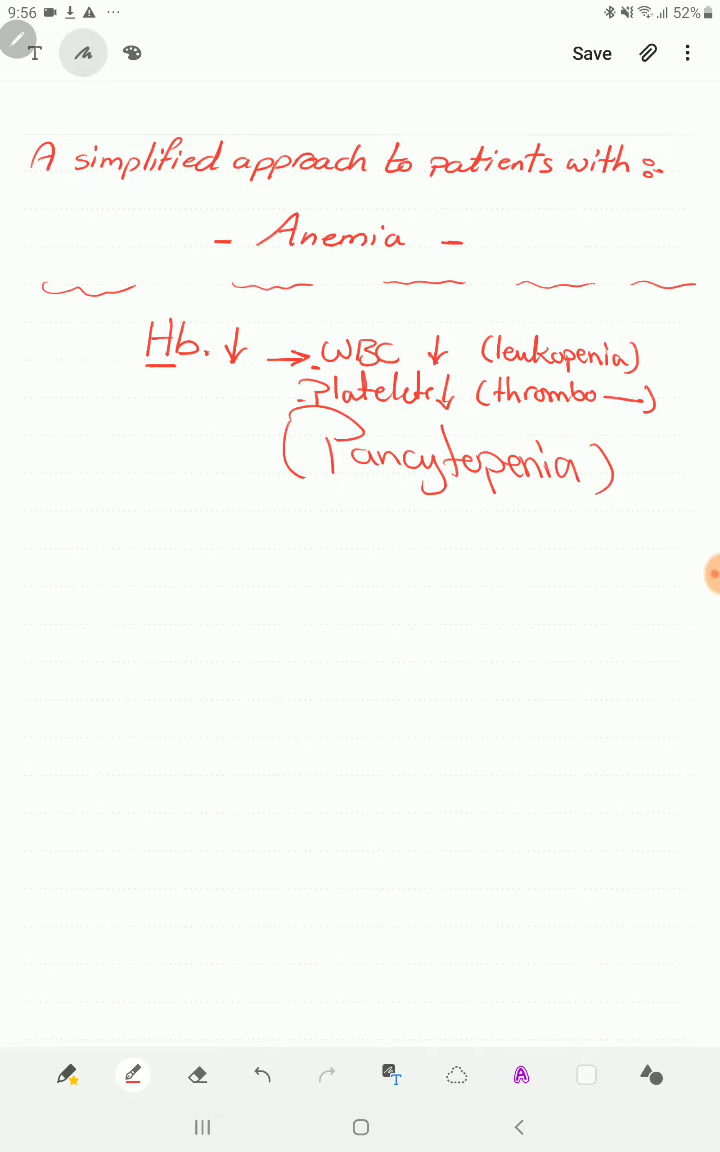 9:56 52%
T Save
A simplified approach to patients with :-
- Anemia -
Hb. ↓ → . WBC ↓ (leukopenia)
. Platelets ↓ (thrombo —)
(Pancytopenia)
T A